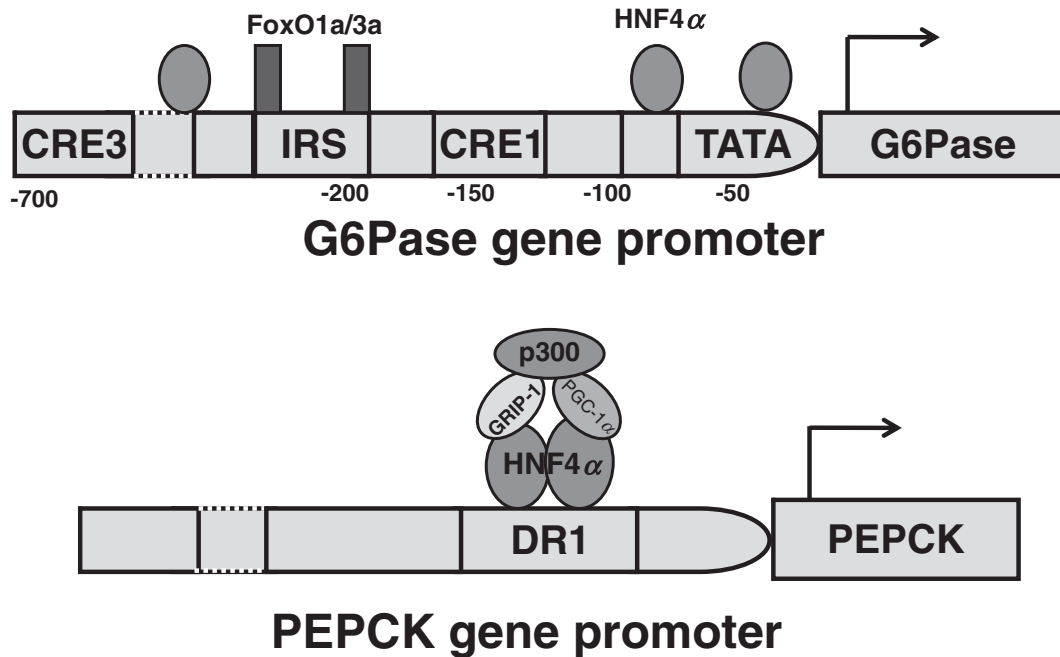 FoxO1a/3a
HNF4α
CRE3 IRS CRE1 TATA G6Pase
-700 -200 -150 -100 -50
G6Pase gene promoter
p300
GRIP-1 PGC-1α
HNF4α
DR1 PEPCK
PEPCK gene promoter